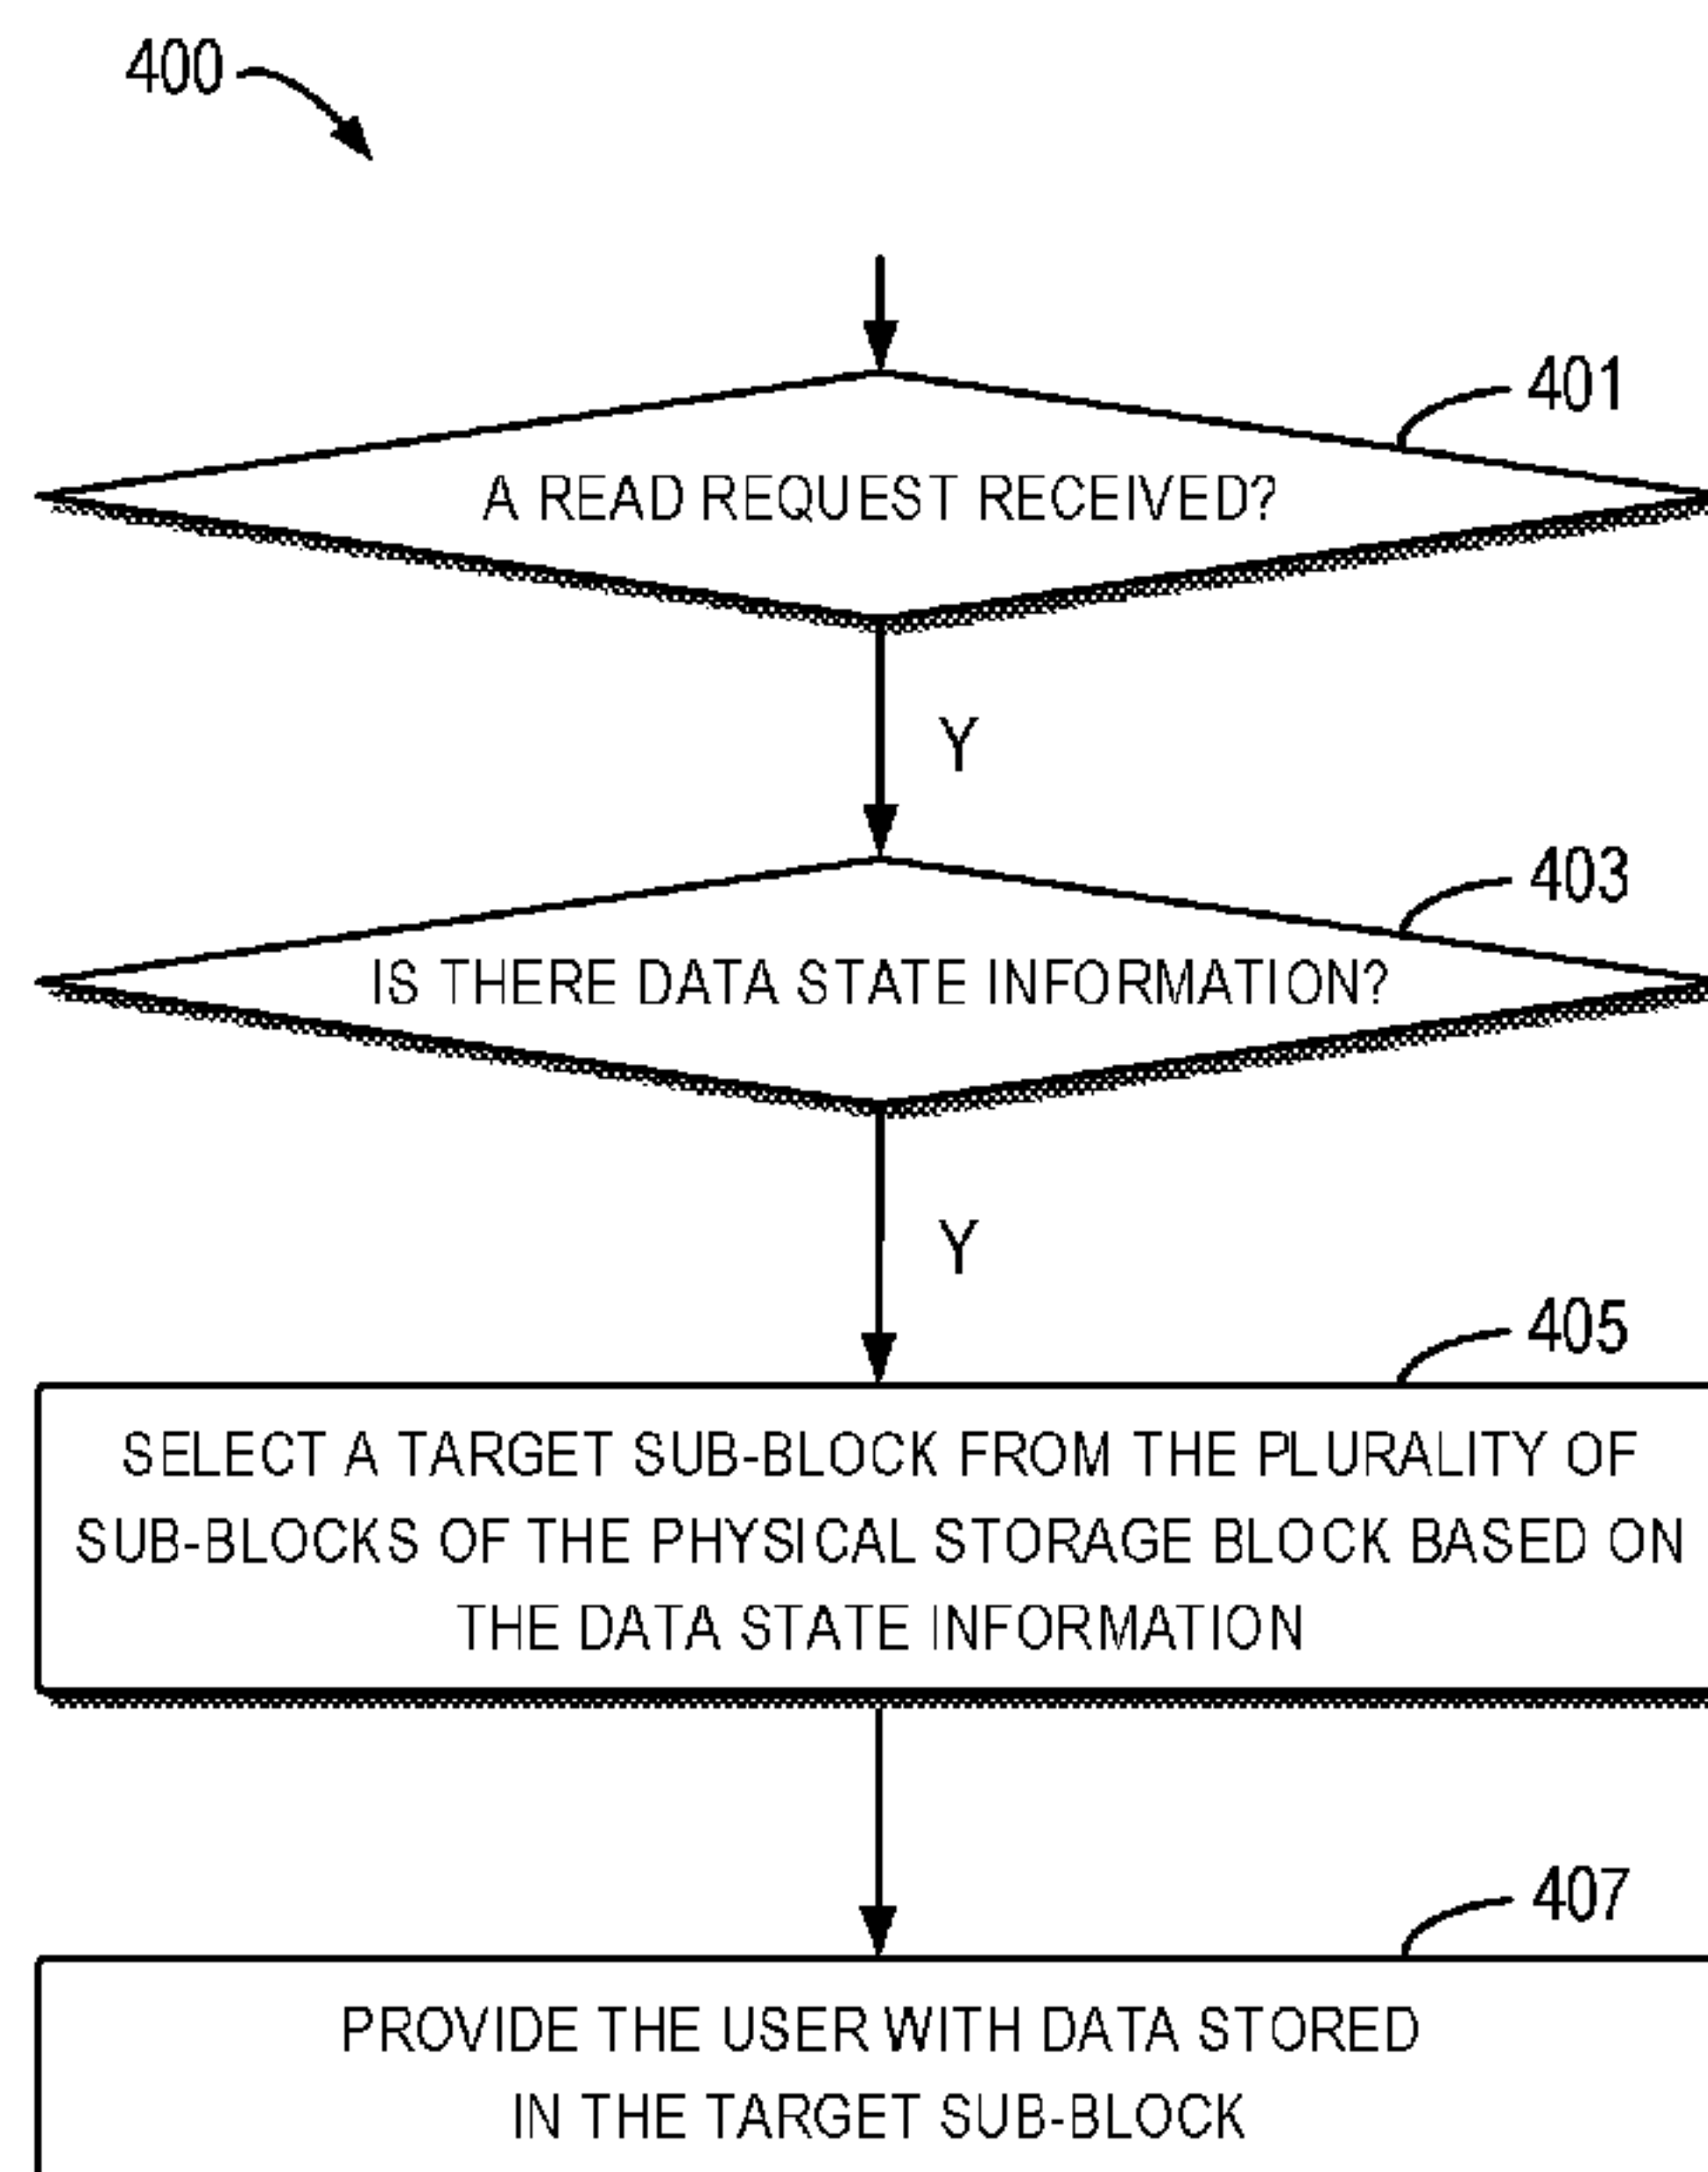 400
401
A READ REQUEST RECEIVED?
Y
403
IS THERE DATA STATE INFORMATION?
Y
405
SELECT A TARGET SUB-BLOCK FROM THE PLURALITY OF
SUB-BLOCKS OF THE PHYSICAL STORAGE BLOCK BASED ON
THE DATA STATE INFORMATION
407
PROVIDE THE USER WITH DATA STORED
IN THE TARGET SUB-BLOCK